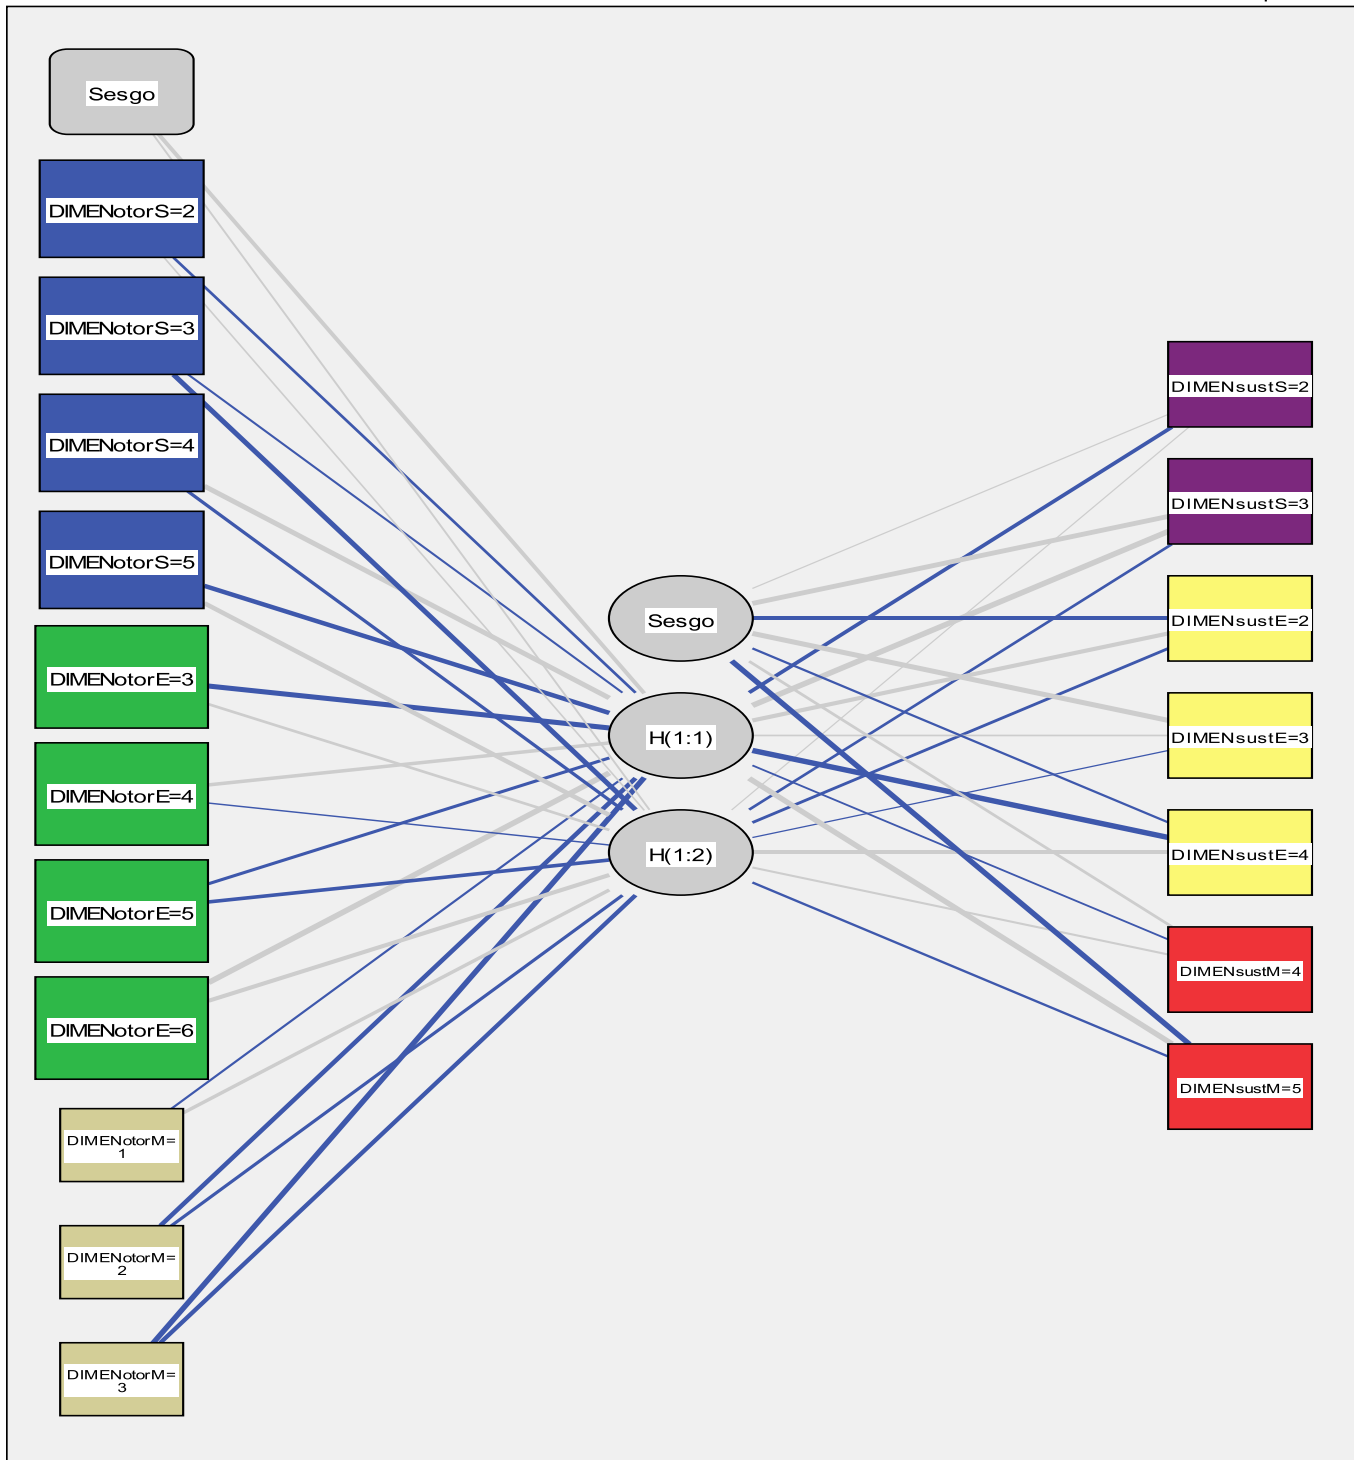 Sesgo
DIMENotorS=2
DIMENotorS=3
DIMENotorS=4
DIMENotorS=5
DIMENotorE=3
DIMENotorE=4
DIMENotorE=5
DIMENotorE=6
DIMENotorM=
1
DIMENotorM=
2
DIMENotorM=
3
Sesgo
H(1:1)
H(1:2)
DIMENsustS=2
DIMENsustS=3
DIMENsustE=2
DIMENsustE=3
DIMENsustE=4
DIMENsustM=4
DIMENsustM=5